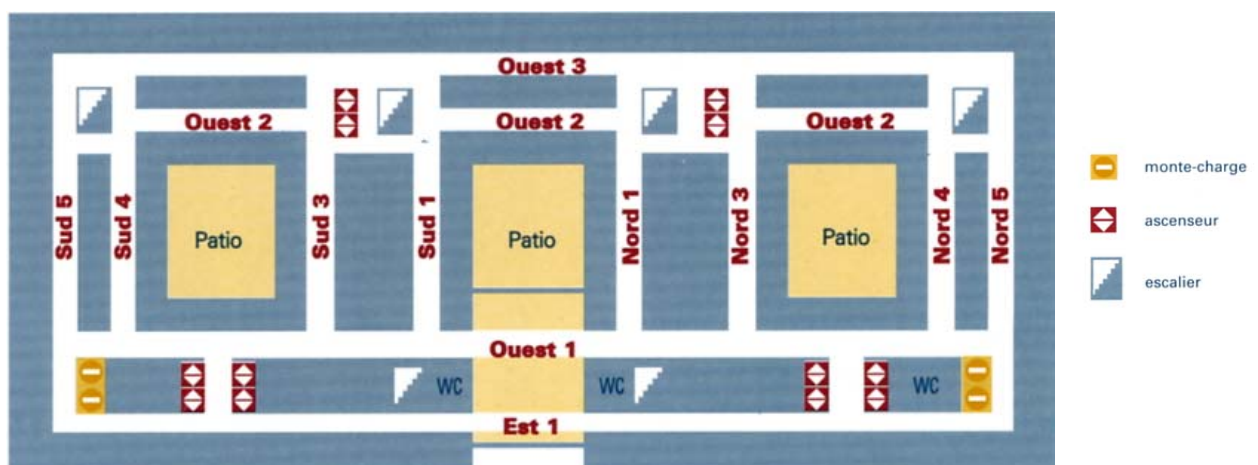 Ouest 3
Ouest 2
Ouest 2
Ouest 2
Sud 5
Sud 4
Patio
Sud 3
Sud 1
Patio
Nord 1
Nord 3
Patio
Nord 4
Nord 5
Ouest 1
WC
WC
WC
Est 1
monte-charge
ascenseur
escalier